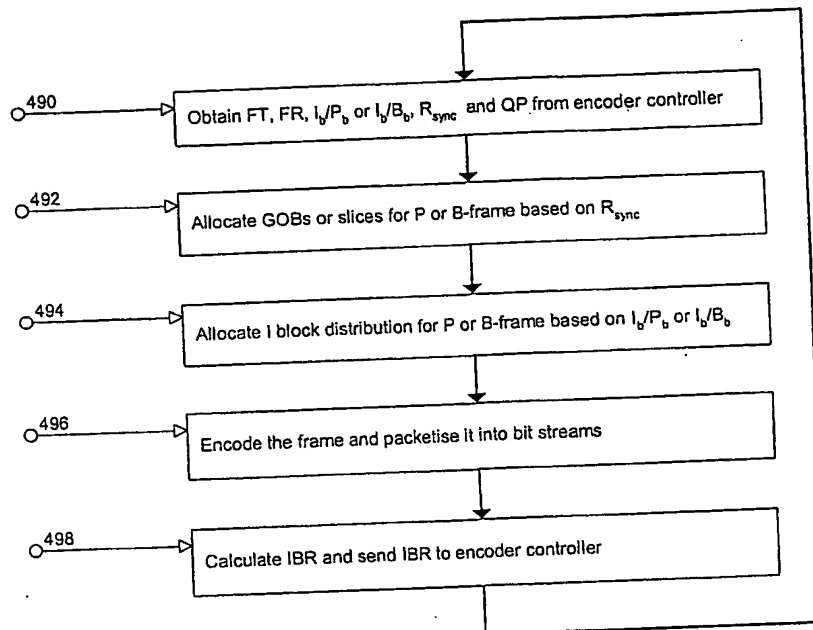 490
Obtain FT, FR, I_b/P_b or I_b/B_b, R_sync and QP from encoder controller
492
Allocate GOBs or slices for P or B-frame based on R_sync
494
Allocate I block distribution for P or B-frame based on I_b/P_b or I_b/B_b
496
Encode the frame and packetise it into bit streams
498
Calculate IBR and send IBR to encoder controller